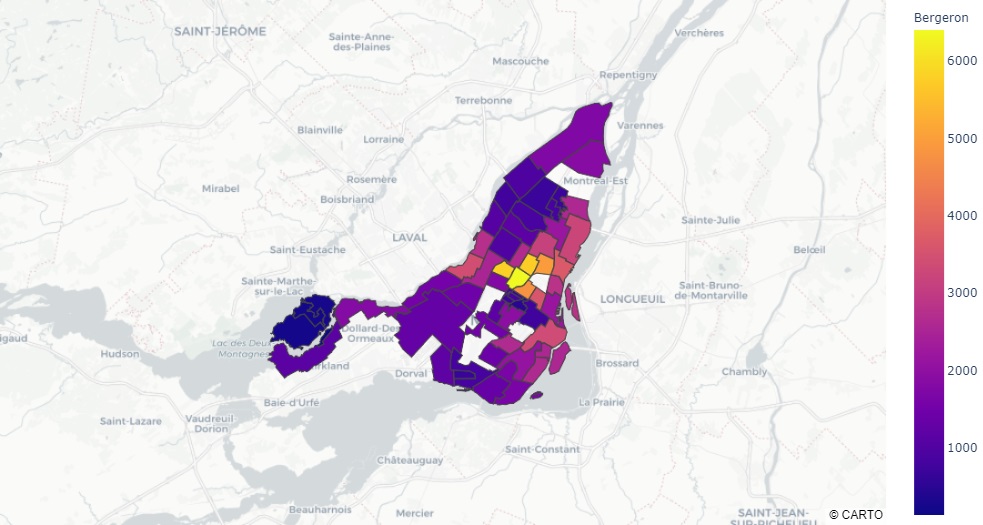 Bergeron
6000
5000
4000
3000
2000
1000
Verchères
SAINT-JÉRÔME
Sainte-Anne-
des-Plaines
Mascouche
Repentigny
Terrebonne
Varennes
Blainville
Lorraine
Rosemère
Montréal-Est
Mirabel
Boisbriand
Sainte-Julie
LAVAL
Saint-Eustache
Belœil
Sainte-Marthe-
sur-le-Lac
Saint-Bruno-
de-Montarville
LONGUEUIL
Dollard-Des
Ormeaux
Lac des Deux
Montagnes
Hudson
Brossard
Chambly
Dorval
Baie-d'Urfé
La Prairie
Saint-Lazare
Vaudreuil
Dorion
Saint-Constant
Châteauguay
Beauharnois
Mercier
SAINT-JEAN-
SUR-RICHELIEU
© CARTO